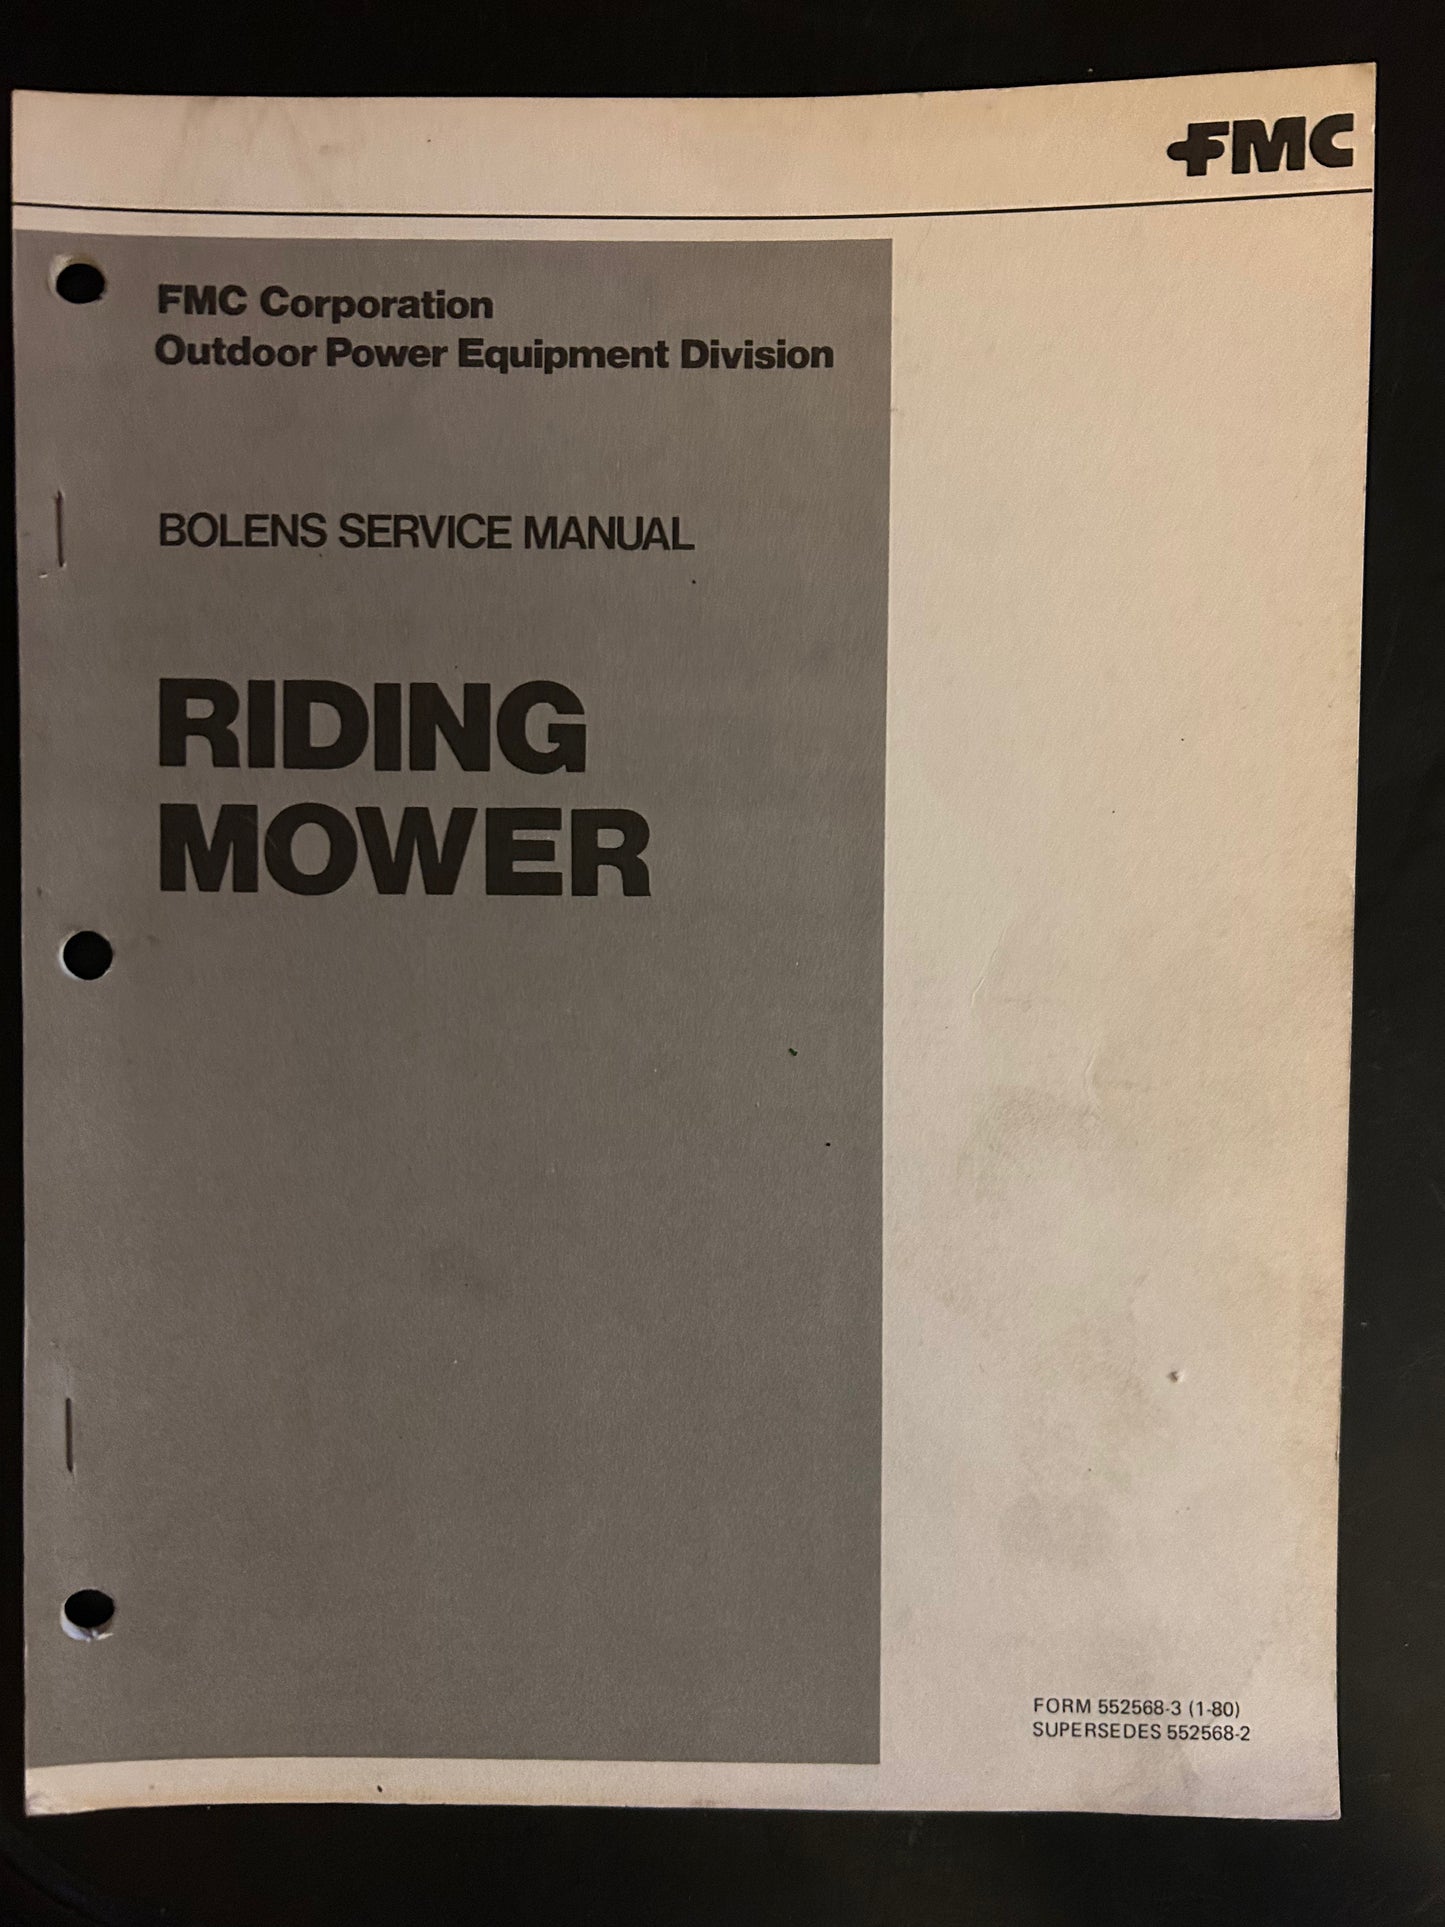 FMC
FMC Corporation
Outdoor Power Equipment Division
BOLENS SERVICE MANUAL
RIDING
MOWER
FORM 552568-3 (1-80)
SUPERSEDES 552568-2